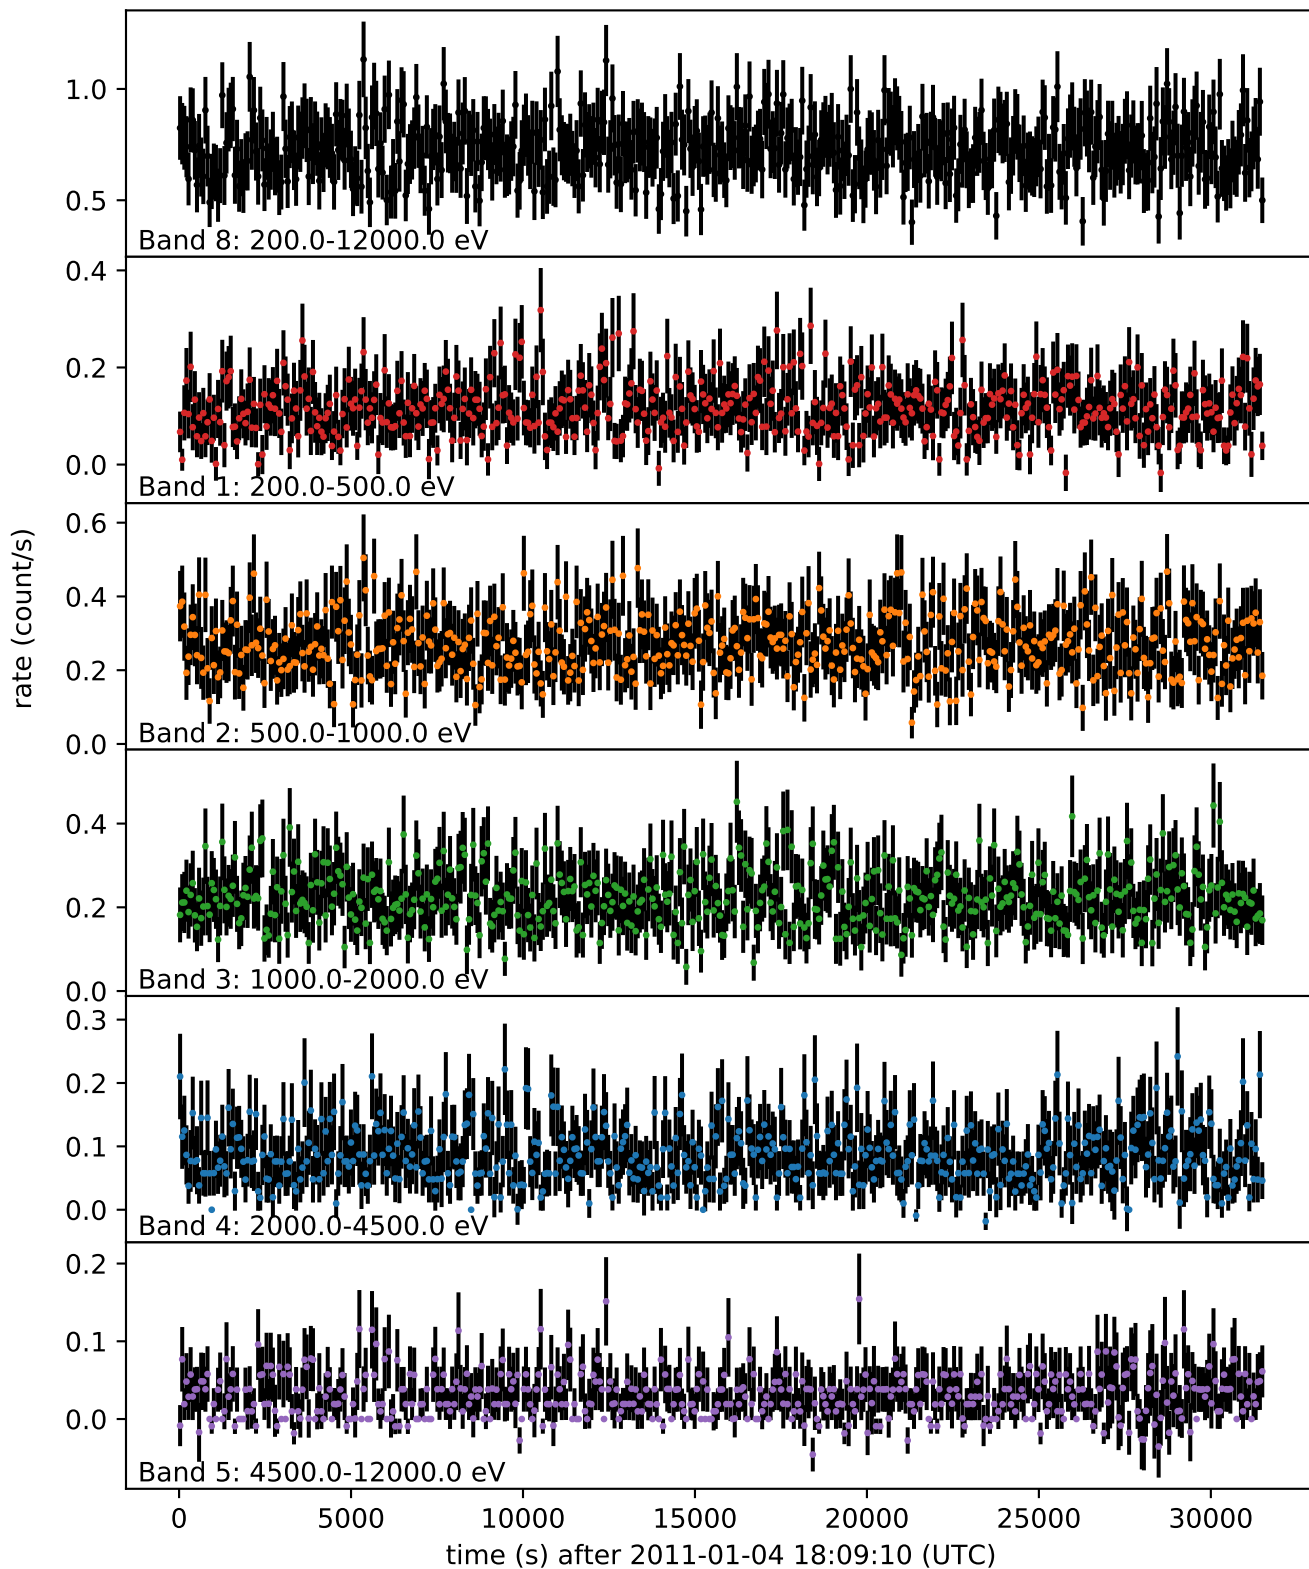 rate (count/s)
1.0
0.5
Band 8: 200.0-12000.0 eV
0.4
0.2
0.0
Band 1: 200.0-500.0 eV
0.6
0.4
0.2
0.0
Band 2: 500.0-1000.0 eV
0.4
0.2
0.0
Band 3: 1000.0-2000.0 eV
0.3
0.2
0.1
0.0
Band 4: 2000.0-4500.0 eV
0.2
0.1
0.0
Band 5: 4500.0-12000.0 eV
0 5000 10000 15000 20000 25000 30000
time (s) after 2011-01-04 18:09:10 (UTC)